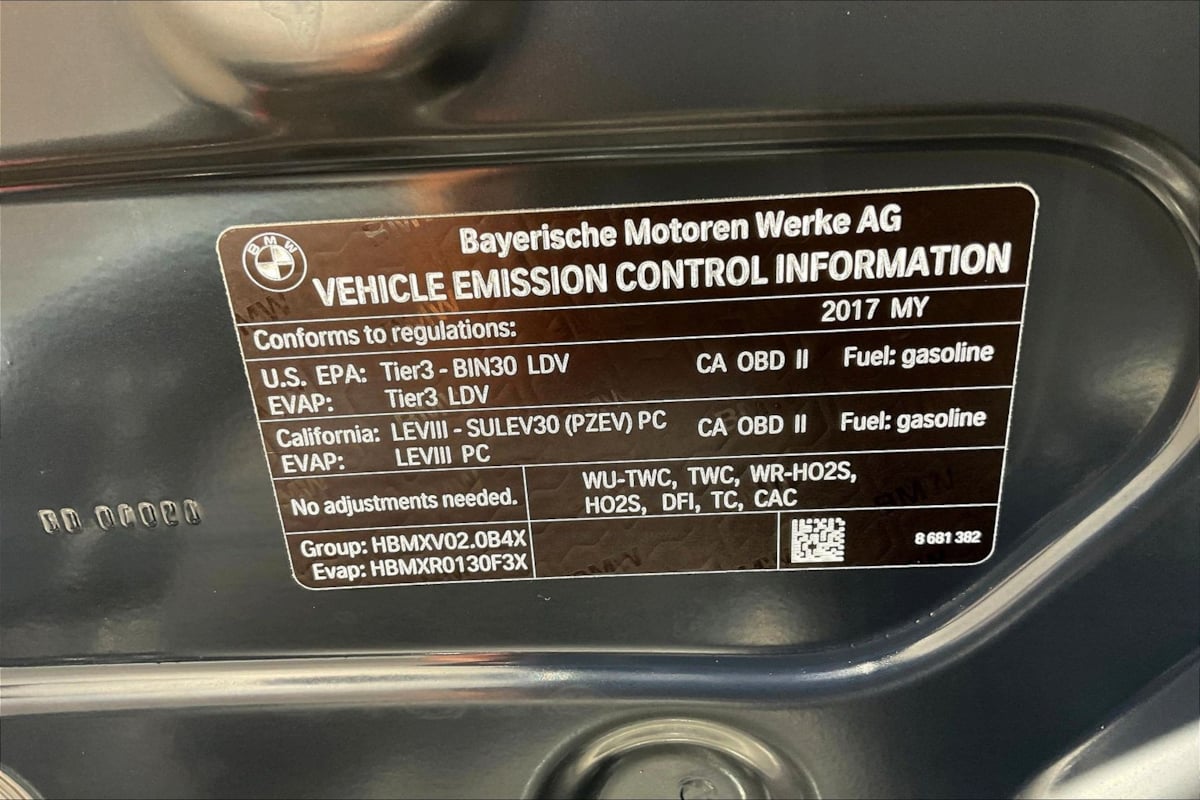 BMW
Bayerische Motoren Werke AG
VEHICLE EMISSION CONTROL INFORMATION
Conforms to regulations: 2017 MY
U.S. EPA: Tier3 - BIN30 LDV CA OBD II Fuel: gasoline
EVAP: Tier3 LDV
California: LEVIII - SULEV30 (PZEV) PC CA OBD II Fuel: gasoline
EVAP: LEVIII PC
No adjustments needed.
WU-TWC, TWC, WR-HO2S,
HO2S, DFI, TC, CAC
Group: HBMXV02.0B4X
Evap: HBMXR0130F3X
8 681 382